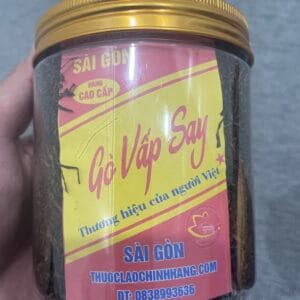 SÀI GÒN
HÀNG
CAO CẤP
Gò Vấp Say
Thương hiệu của người Việt
SÀI GÒN
THUOCLAOCHINHHANG.COM
ĐT: 0838993636